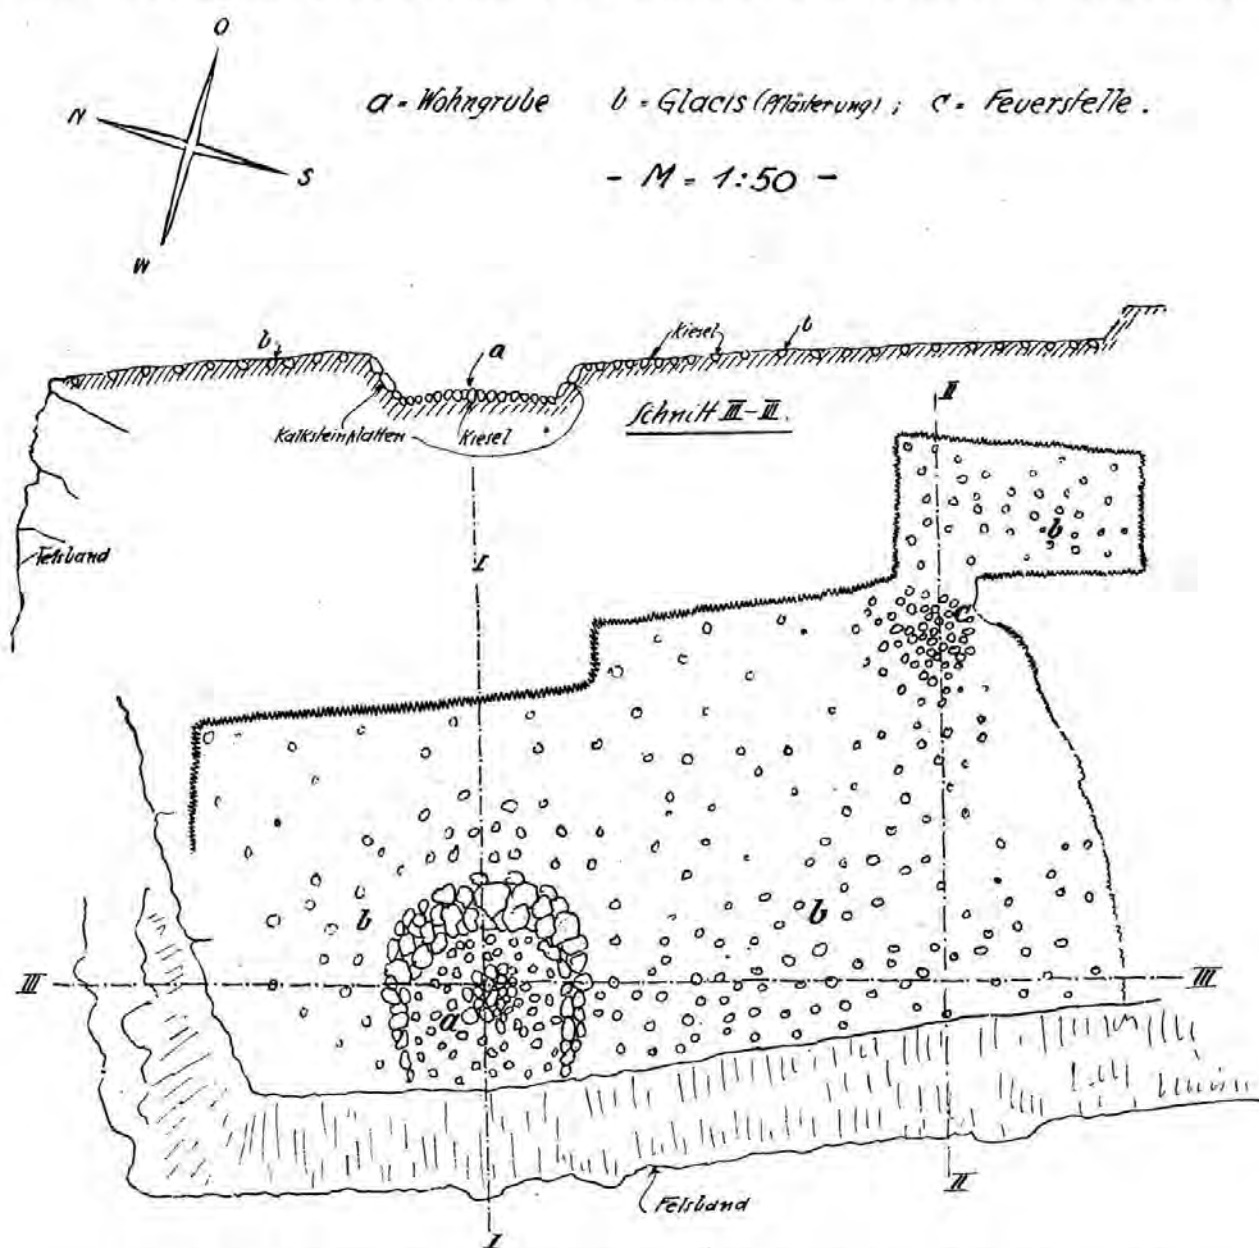 O
N
S
W
a = Wohngrube b = Glacis (Pflästerung); c = Feuerstelle.
- M = 1:50 -
b
a
Kiesel
b
Kalksteinplatten
Kiesel
Schnitt III-III.
II
Felsband
I
b
c
b
b
III
a
III
II
Felsband
I